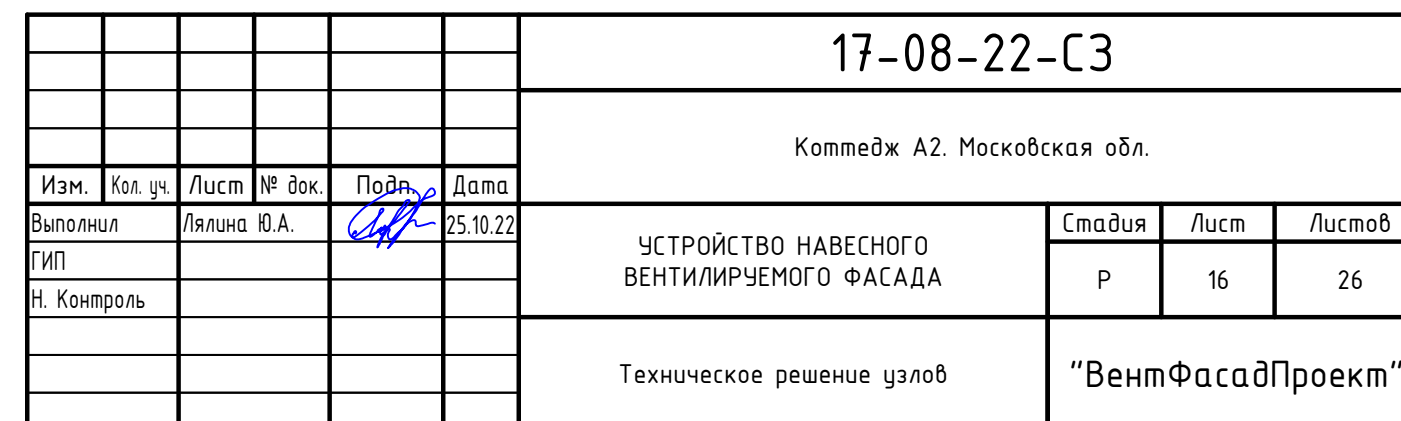 17-08-22-СЗ
Коттедж А2. Московская обл.
Изм. Кол. уч. Лист № док. Подп. Дата
Выполнил Лялина Ю.А. 25.10.22
ГИП
Н. Контроль
УСТРОЙСТВО НАВЕСНОГО
ВЕНТИЛИРУЕМОГО ФАСАДА
Стадия Лист Листов
Р 16 26
Техническое решение узлов
"ВентФасадПроект"